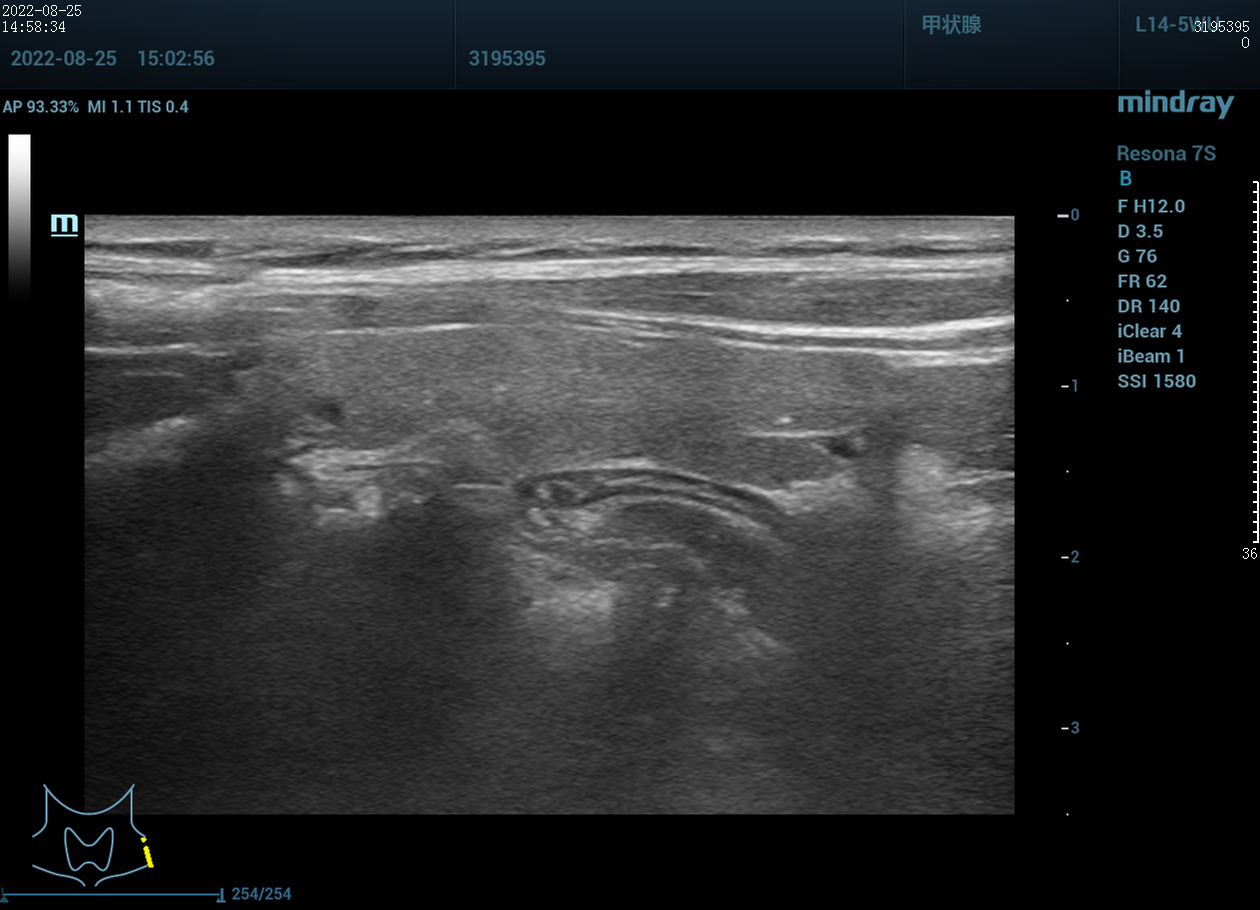 2022-08-25
14:58:34
2022-08-25 15:02:56
3195395
甲状腺
L14-5WU
3195395
0
AP 93.33% MI 1.1 TIS 0.4
mindray
m
Resona 7S
B
F H12.0
D 3.5
G 76
FR 62
DR 140
iClear 4
iBeam 1
SSI 1580
0
1
2
3
36
254/254